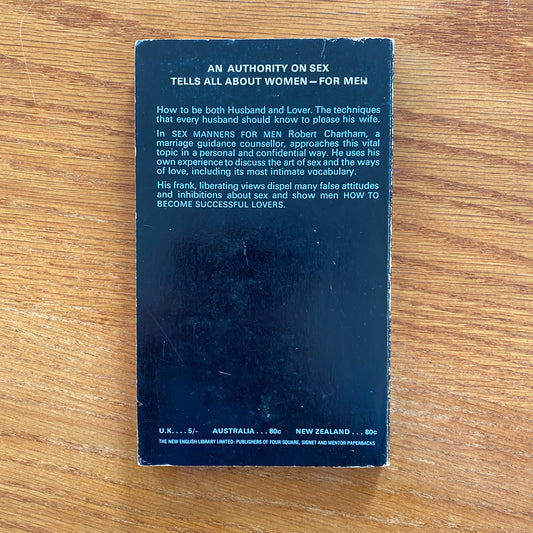 AN AUTHORITY ON SEX
TELLS ALL ABOUT WOMEN—FOR MEN
How to be both Husband and Lover. The techniques
that every husband should know to please his wife.
In SEX MANNERS FOR MEN Robert Chartham, a
marriage guidance counsellor, approaches this vital
topic in a personal and confidential way. He uses his
own experience to discuss the art of sex and the ways
of love, including its most intimate vocabulary.
His frank, liberating views dispel many false attitudes
and inhibitions about sex and show men HOW TO
BECOME SUCCESSFUL LOVERS.
U.K. . . . 5/- AUSTRALIA . . . 80c NEW ZEALAND . . . 80c
THE NEW ENGLISH LIBRARY LIMITED: PUBLISHERS OF FOUR SQUARE, SIGNET AND MENTOR PAPERBACKS